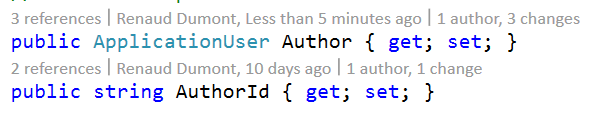 3 references | Renaud Dumont, Less than 5 minutes ago | 1 author, 3 changes
public ApplicationUser Author { get; set; }
2 references | Renaud Dumont, 10 days ago | 1 author, 1 change
public string AuthorId { get; set; }